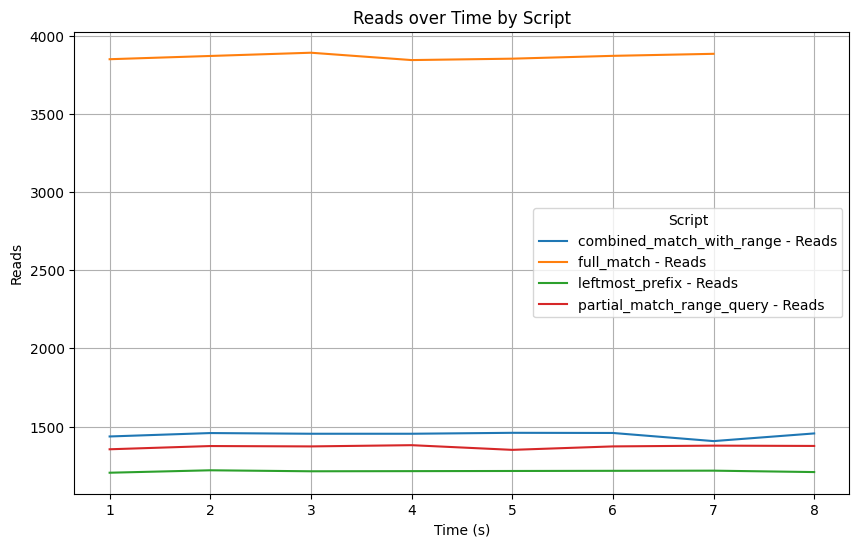 Reads over Time by Script
4000
3500
3000
2500
2000
1500
Reads
Script
combined_match_with_range - Reads
full_match - Reads
leftmost_prefix - Reads
partial_match_range_query - Reads
1 2 3 4 5 6 7 8
Time (s)